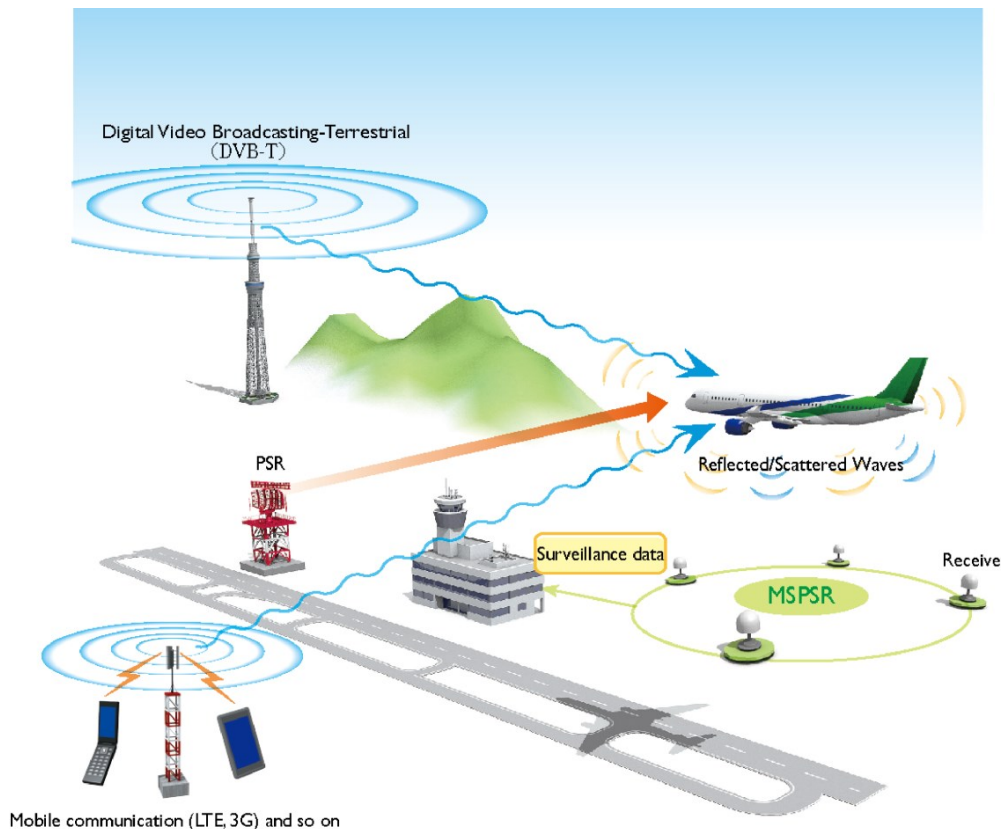 Digital Video Broadcasting-Terrestrial
(DVB-T)
PSR
Reflected/Scattered Waves
Surveillance data
Receive
MSPSR
Mobile communication (LTE, 3G) and so on